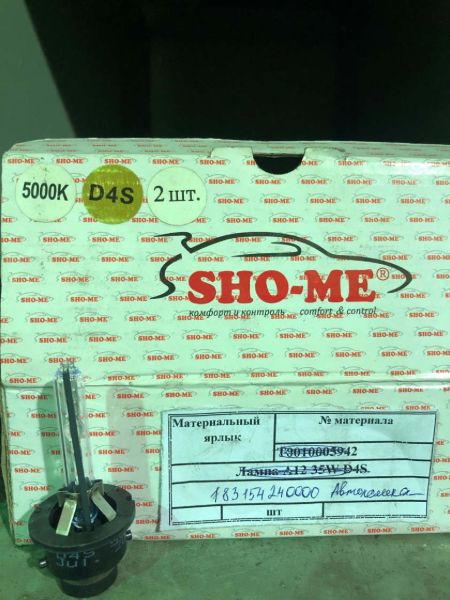 5000K
D4S
2 шт.
SHO-ME®
комфорт и контроль comfort & control
Материальный ярлык
№ материала
Т3010005942
Лампа А12 35W D4S
183154240000
ШТ
D4S